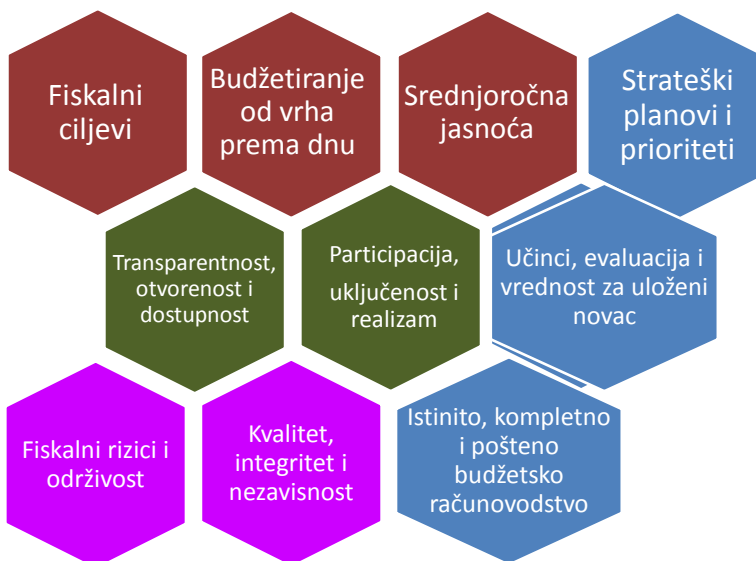 Fiskalni
ciljevi
Budžetiranje
od vrha
prema dnu
Srednjoročna
jasnoća
Strateški
planovi i
prioriteti
Transparentnost,
otvorenost i
dostupnost
Participacija,
uključenost i
realizam
Učinci, evaluacija i
vrednost za uloženi
novac
Fiskalni rizici i
održivost
Kvalitet,
integritet i
nezavisnost
Istinito, kompletno
i pošteno
budžetsko
računovodstvo